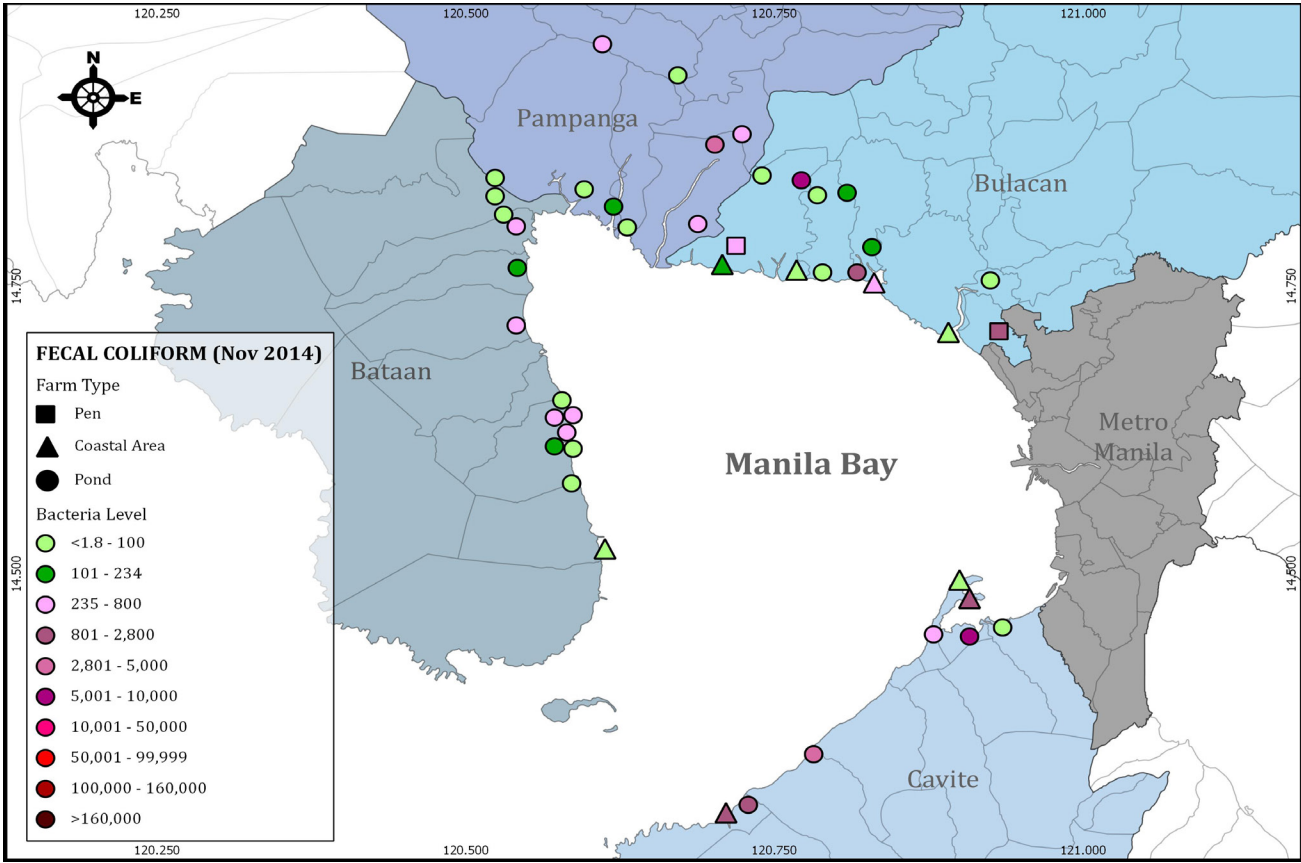 120.250
120.500
120.750
121.000
N
E
Pampanga
Bulacan
14.750
14.750
FECAL COLIFORM (Nov 2014)
Farm Type
Pen
Coastal Area
Pond
Bacteria Level
<1.8 - 100
101 - 234
235 - 800
801 - 2,800
2,801 - 5,000
5,001 - 10,000
10,001 - 50,000
50,001 - 99,999
100,000 - 160,000
>160,000
Bataan
Metro
Manila
Manila Bay
14.500
14.500
Cavite
120.250
120.500
120.750
121.000